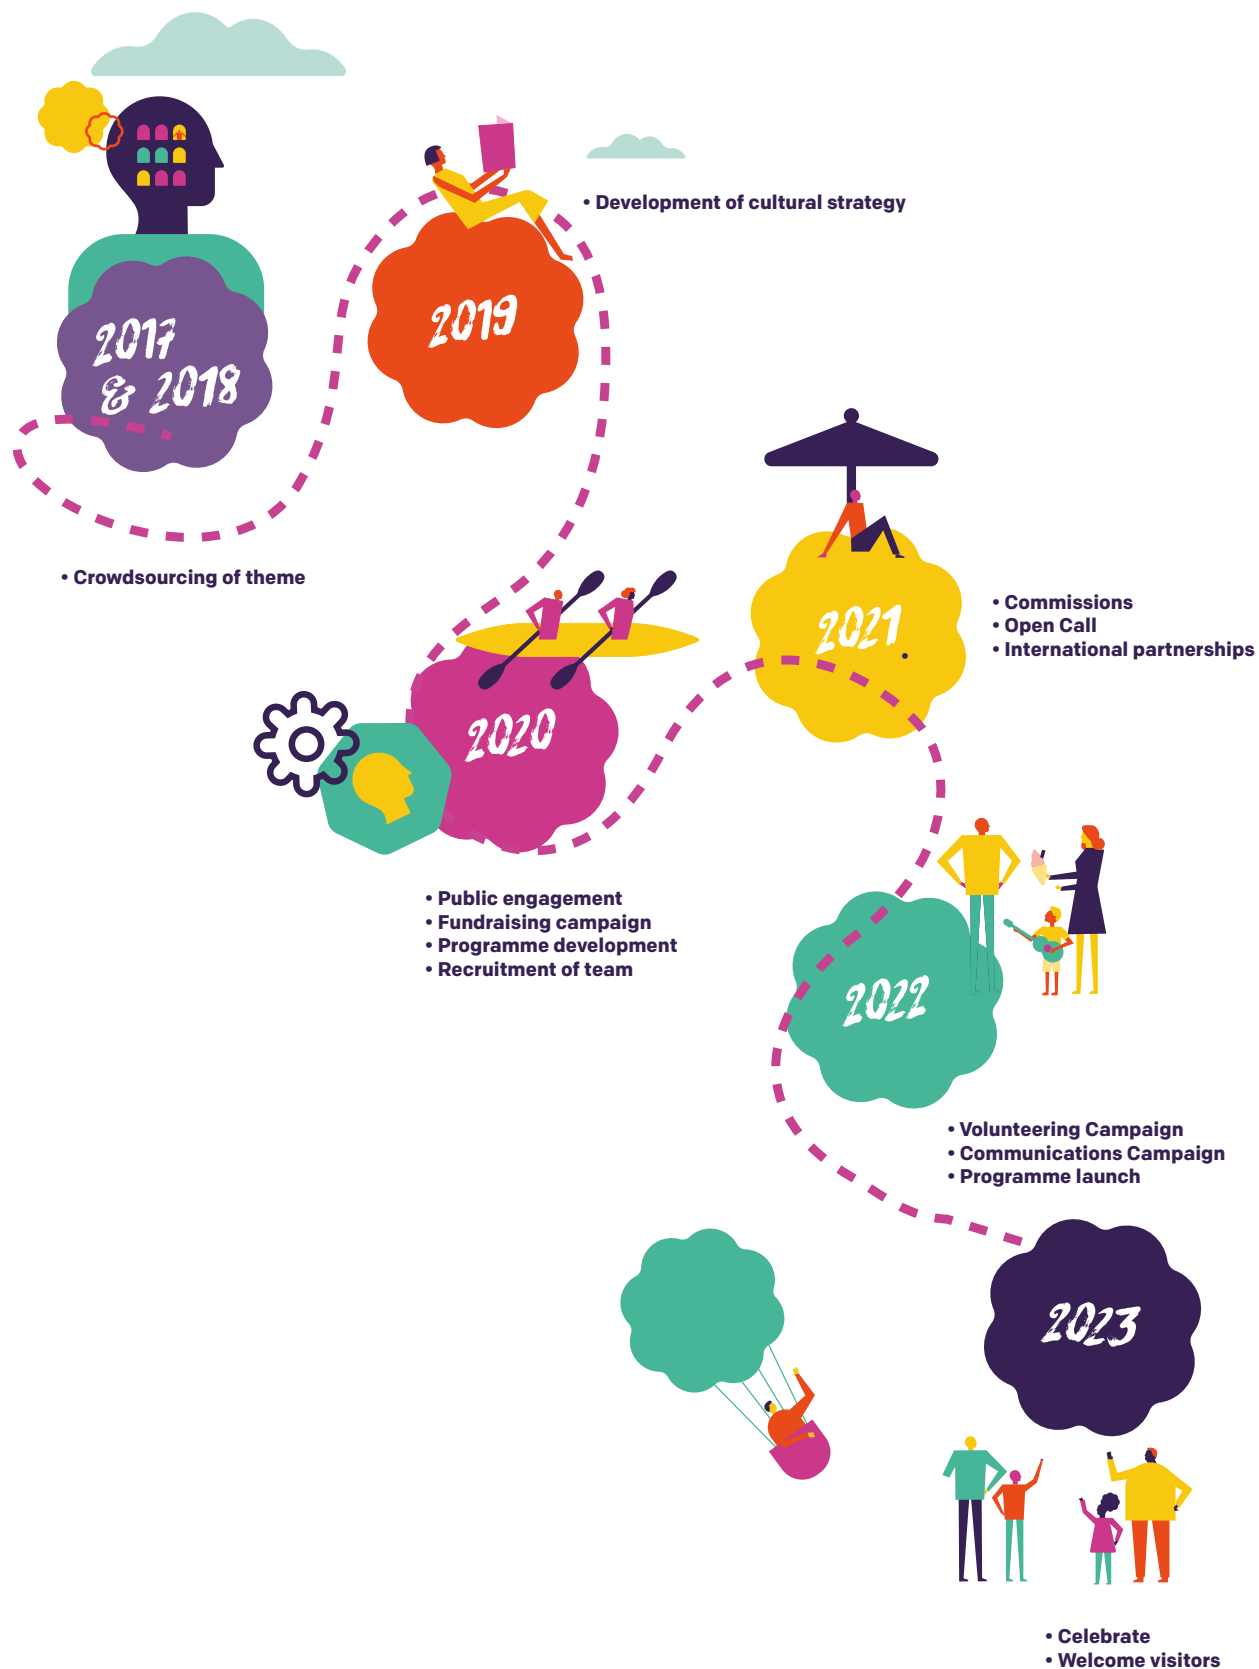 2017
& 2018
• Crowdsourcing of theme
2019
• Development of cultural strategy
2020
• Public engagement
• Fundraising campaign
• Programme development
• Recruitment of team
2021
• Commissions
• Open Call
• International partnerships
2022
• Volunteering Campaign
• Communications Campaign
• Programme launch
2023
• Celebrate
• Welcome visitors